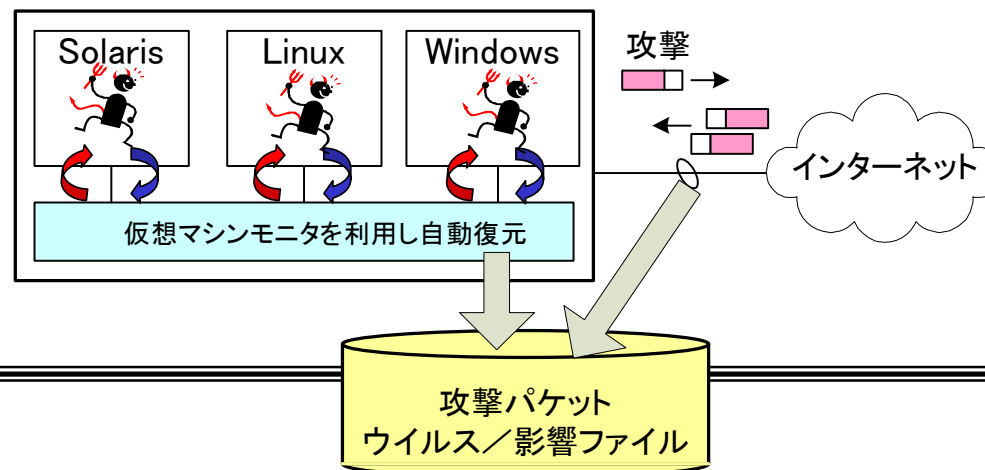 Solaris
Linux
Windows
攻撃
インターネット
仮想マシンモニタを利用し自動復元
攻撃パケット
ウイルス／影響ファイル